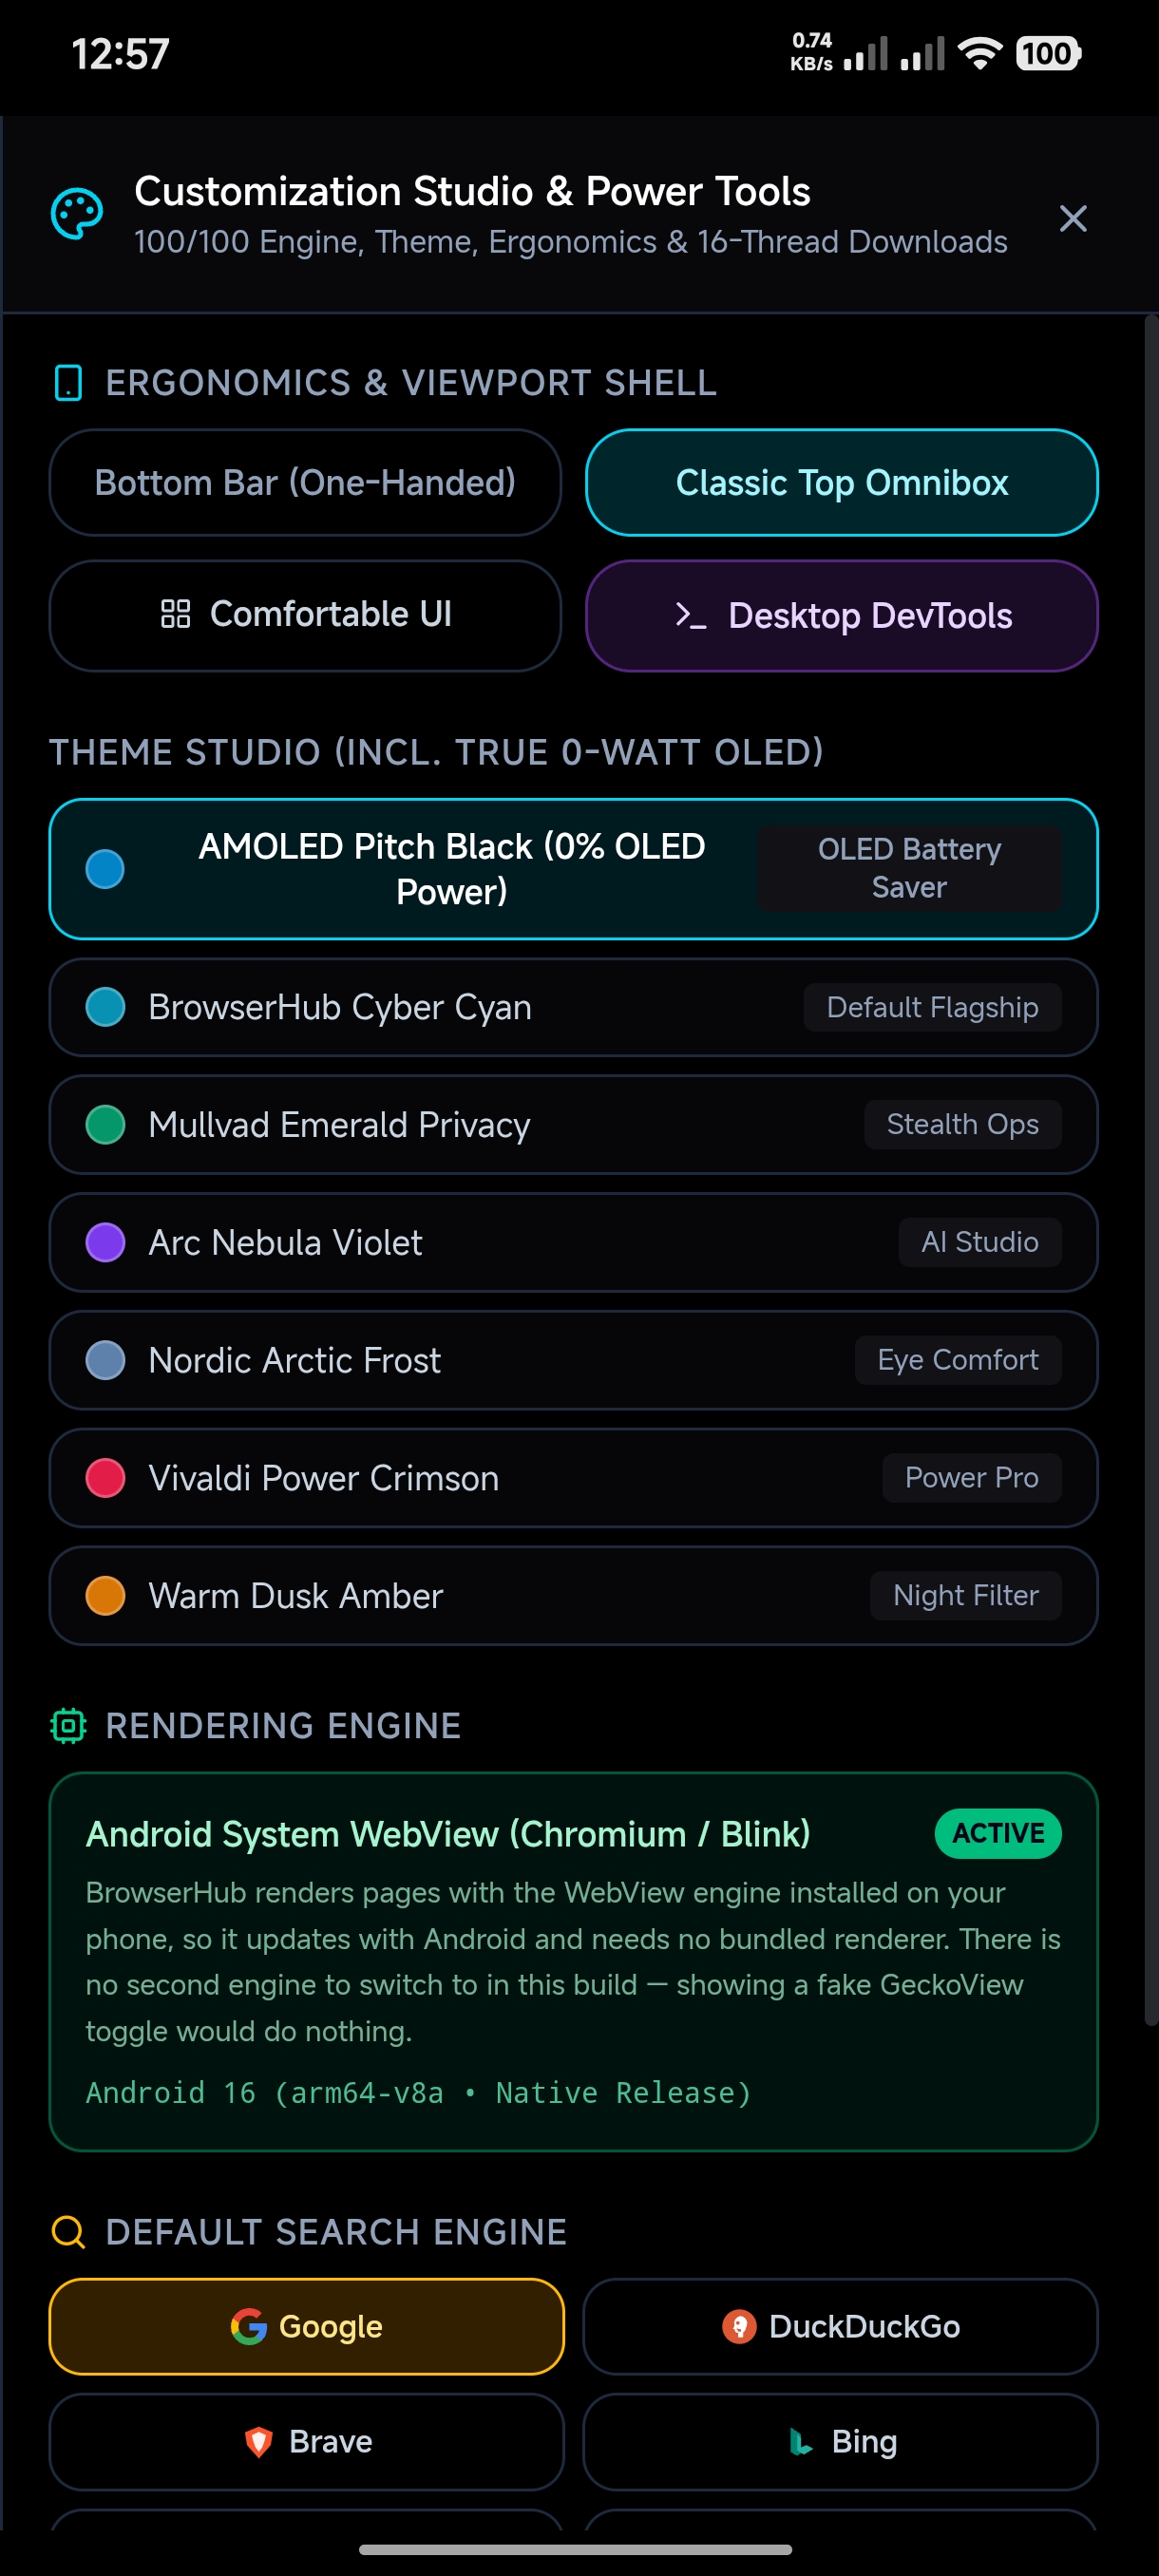 12:57
0.74
KB/s
100
Customization Studio & Power Tools
100/100 Engine, Theme, Ergonomics & 16-Thread Downloads
ERGONOMICS & VIEWPORT SHELL
Bottom Bar (One-Handed)
Classic Top Omnibox
Comfortable UI
Desktop DevTools
THEME STUDIO (INCL. TRUE 0-WATT OLED)
AMOLED Pitch Black (0% OLED
Power)
OLED Battery
Saver
BrowserHub Cyber Cyan
Default Flagship
Mullvad Emerald Privacy
Stealth Ops
Arc Nebula Violet
AI Studio
Nordic Arctic Frost
Eye Comfort
Vivaldi Power Crimson
Power Pro
Warm Dusk Amber
Night Filter
RENDERING ENGINE
Android System WebView (Chromium / Blink)
ACTIVE
BrowserHub renders pages with the WebView engine installed on your
phone, so it updates with Android and needs no bundled renderer. There is
no second engine to switch to in this build — showing a fake GeckoView
toggle would do nothing.
Android 16 (arm64-v8a • Native Release)
DEFAULT SEARCH ENGINE
Google
DuckDuckGo
Brave
Bing